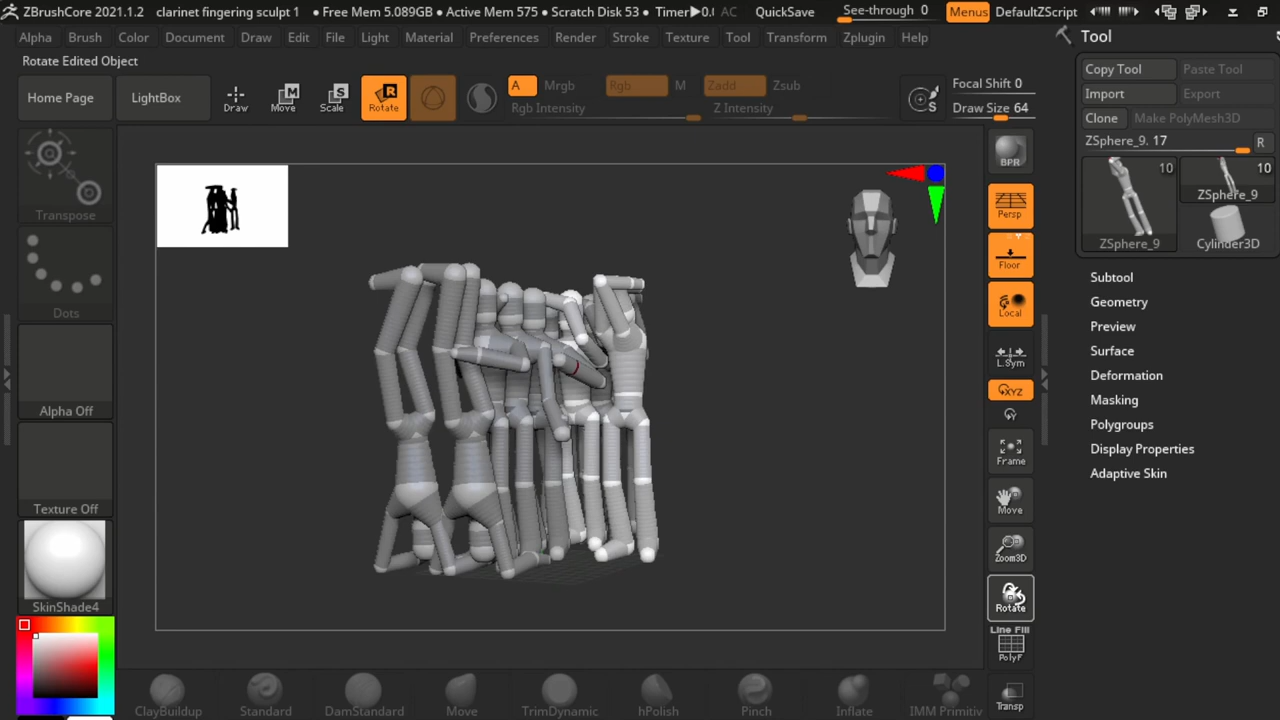 ZBrushCore 2021.1.2 clarinet fingering sculpt 1 • Free Mem 5.089GB • Active Mem 575 • Scratch Disk 53 • Timer▶0. AC QuickSave See-through 0 Menus DefaultZScript
Alpha Brush Color Document Draw Edit File Light Material Preferences Render Stroke Texture Tool Transform Zplugin Help
Tool
Rotate Edited Object
Home Page LightBox Draw Move Scale Rotate A Mrgb Rgb M Zadd Zsub
Rgb Intensity Z Intensity
M S R
S
Focal Shift 0
Draw Size 64
Copy Tool Paste Tool
Import Export
Clone Make PolyMesh3D
ZSphere_9. 17 R
10 10
ZSphere_9
ZSphere_9 Cylinder3D
Subtool
Geometry
Preview
Surface
Deformation
Masking
Polygroups
Display Properties
Adaptive Skin
Transpose
Dots
Alpha Off
Texture Off
SkinShade4
BPR
Persp
Floor
Local
L.Sym
XYZ
Y
Frame
Move
Zoom3D
Rotate
Line Fill
PolyF
Transp
ClayBuildup Standard DamStandard Move TrimDynamic hPolish Pinch Inflate IMM Primitiv